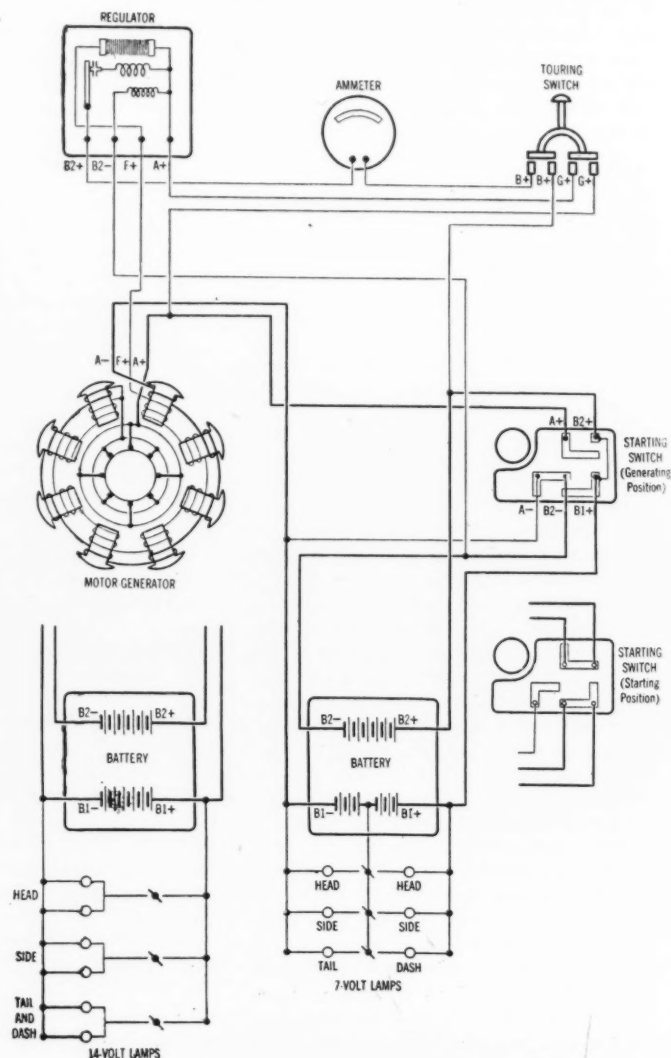 REGULATOR
B2+ B2- F+ A+
AMMETER
TOURING
SWITCH
B+ B+ G+ G+
A- F+ A+
MOTOR GENERATOR
A+ B2+
A- B2- B1+
STARTING
SWITCH
(Generating
Position)
STARTING
SWITCH
(Starting
Position)
B2- B2+
BATTERY
B1- B1+
HEAD
SIDE
TAIL
AND
DASH
14-VOLT LAMPS
B2- B2+
BATTERY
B1- B1+
HEAD HEAD
SIDE SIDE
TAIL DASH
7-VOLT LAMPS